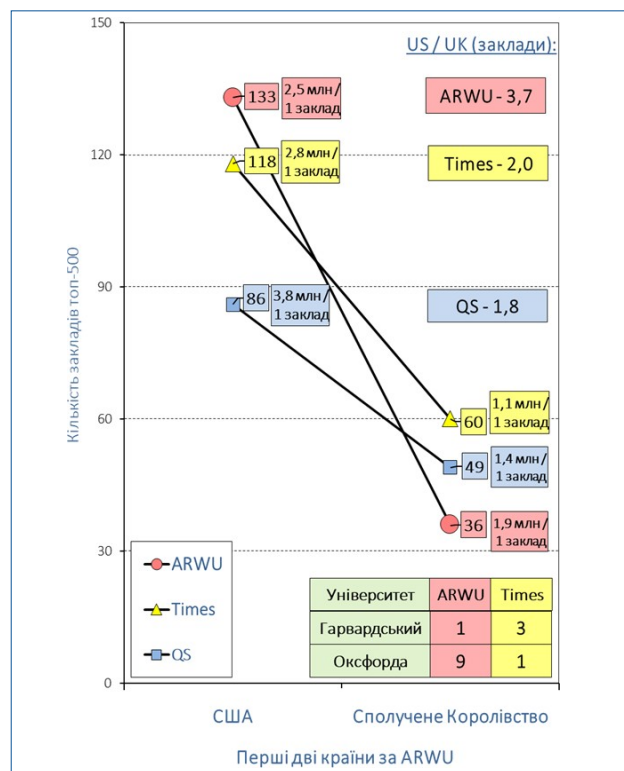 150
120
90
60
30
0
Кількість закладів топ-500
US / UK (заклади):
ARWU - 3,7
Times - 2,0
QS - 1,8
133
2,5 млн/
1 заклад
118
2,8 млн/
1 заклад
86
3,8 млн/
1 заклад
60
1,1 млн/
1 заклад
49
1,4 млн/
1 заклад
36
1,9 млн/
1 заклад
ARWU
Times
QS
Університет ARWU Times
Гарвардський 1 3
Оксфорда 9 1
США Сполучене Королівство
Перші дві країни за ARWU